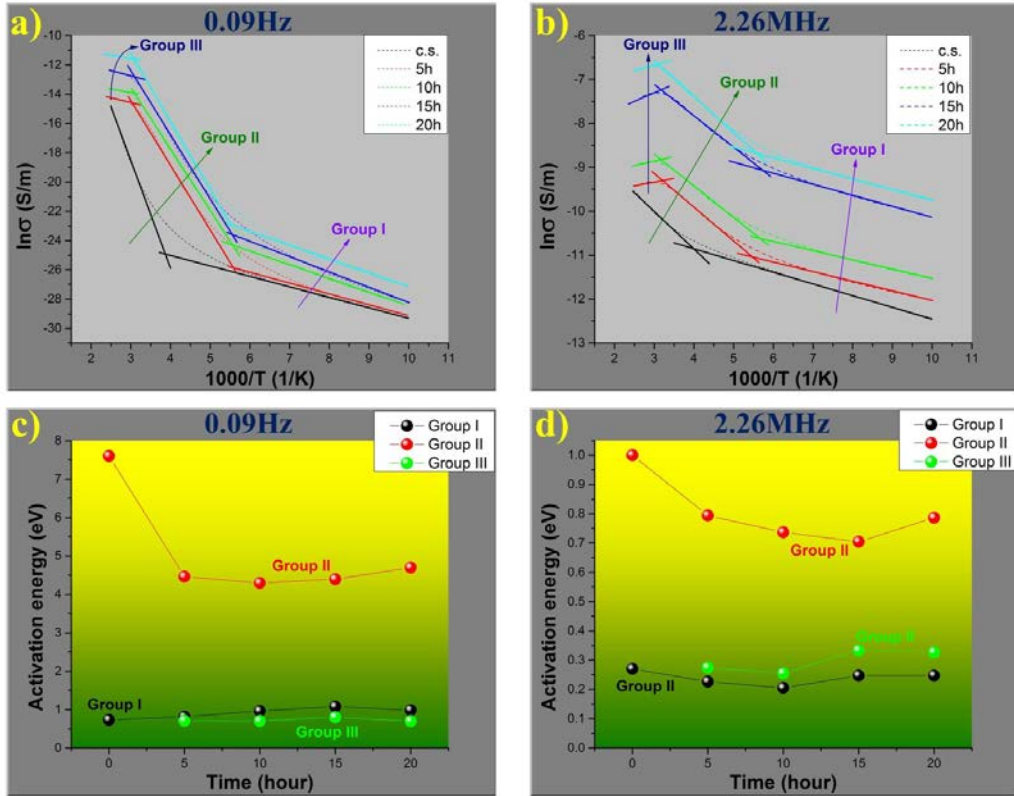 a)
0.09Hz
-10
-12
-14
-16
-18
-20
-22
-24
-26
-28
-30
lnσ (S/m)
Group III
Group II
Group I
c.s.
5h
10h
15h
20h
2 3 4 5 6 7 8 9 10 11
1000/T (1/K)
b)
2.26MHz
-6
-7
-8
-9
-10
-11
-12
-13
lnσ (S/m)
Group III
Group II
Group I
c.s.
5h
10h
15h
20h
2 3 4 5 6 7 8 9 10 11
1000/T (1/K)
c)
0.09Hz
Group I
Group II
Group III
8
7
6
5
4
3
2
1
0
Activation energy (eV)
Group II
Group I
Group III
0 5 10 15 20
Time (hour)
d)
2.26MHz
Group I
Group II
Group III
1.0
0.9
0.8
0.7
0.6
0.5
0.4
0.3
0.2
0.1
0.0
Activation energy (eV)
Group II
Group II
Group II
0 5 10 15 20
Time (hour)